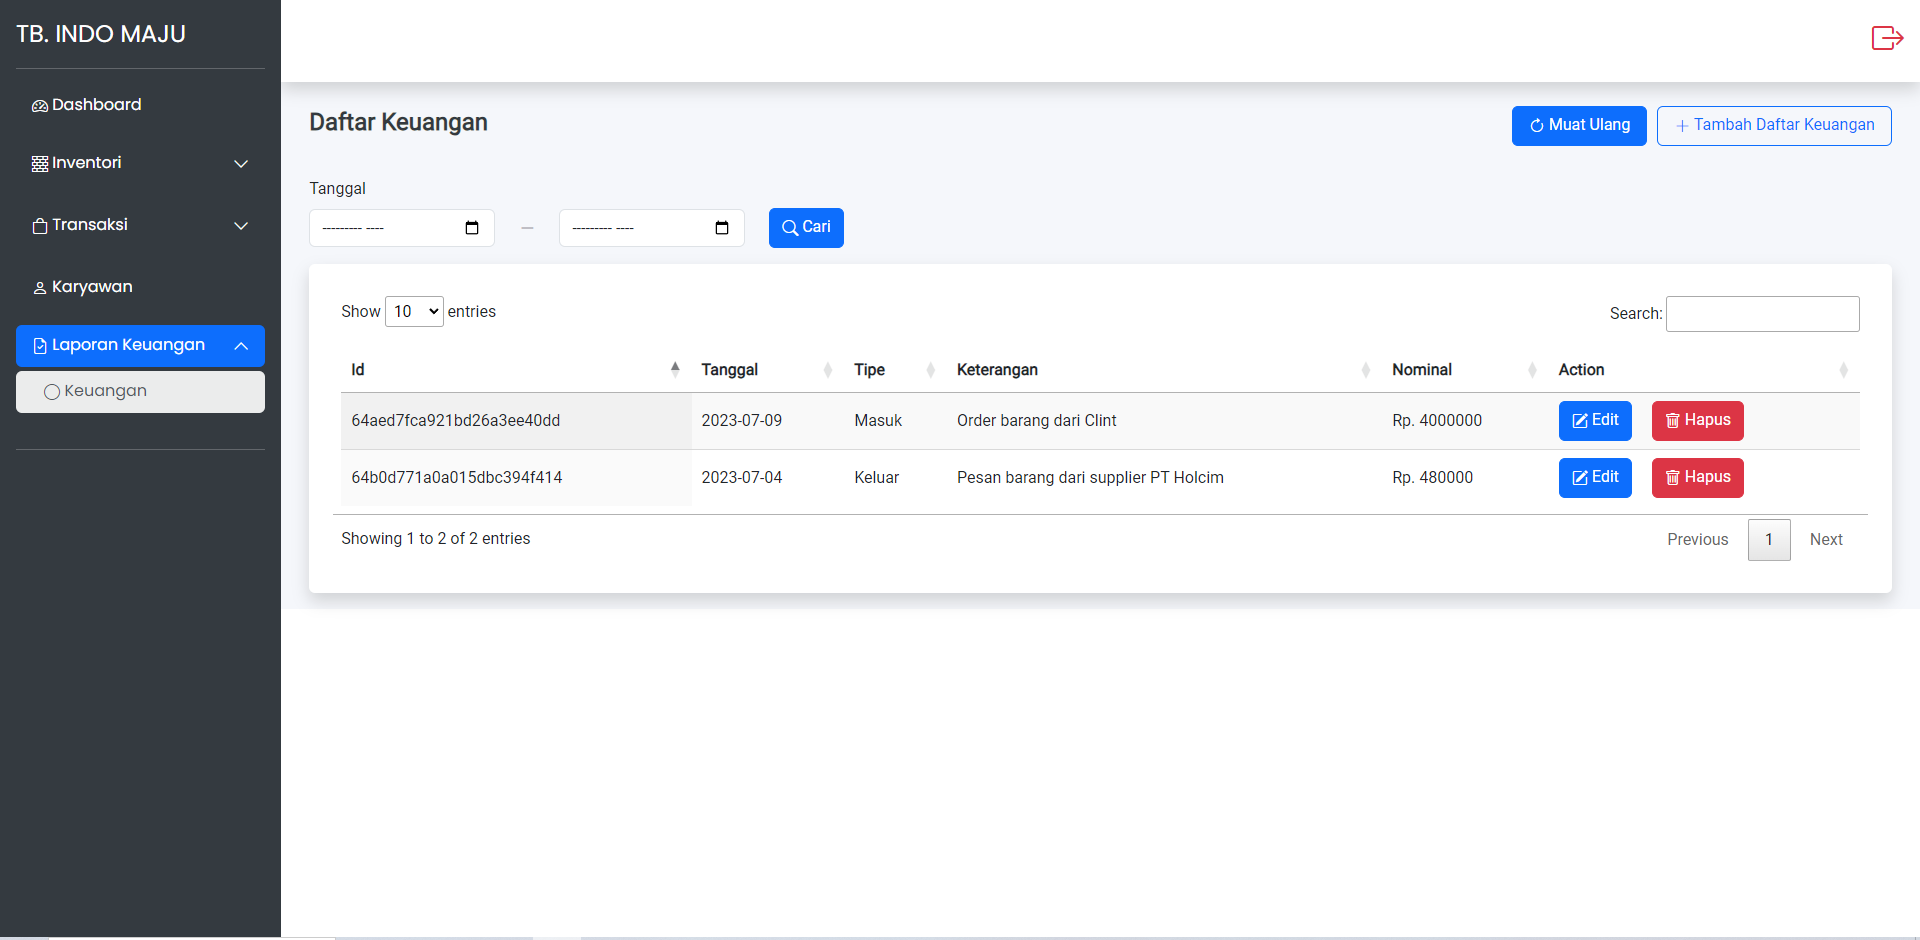 TB. INDO MAJU
Dashboard
Inventori
Transaksi
Karyawan
Laporan Keuangan
Keuangan
Daftar Keuangan
Muat Ulang
+ Tambah Daftar Keuangan
Tanggal
--------- ---- – --------- ---- Cari
Show 10 entries Search:
Id Tanggal Tipe Keterangan Nominal Action
64aed7fca921bd26a3ee40dd 2023-07-09 Masuk Order barang dari Clint Rp. 4000000 Edit Hapus
64b0d771a0a015dbc394f414 2023-07-04 Keluar Pesan barang dari supplier PT Holcim Rp. 480000 Edit Hapus
Showing 1 to 2 of 2 entries Previous 1 Next